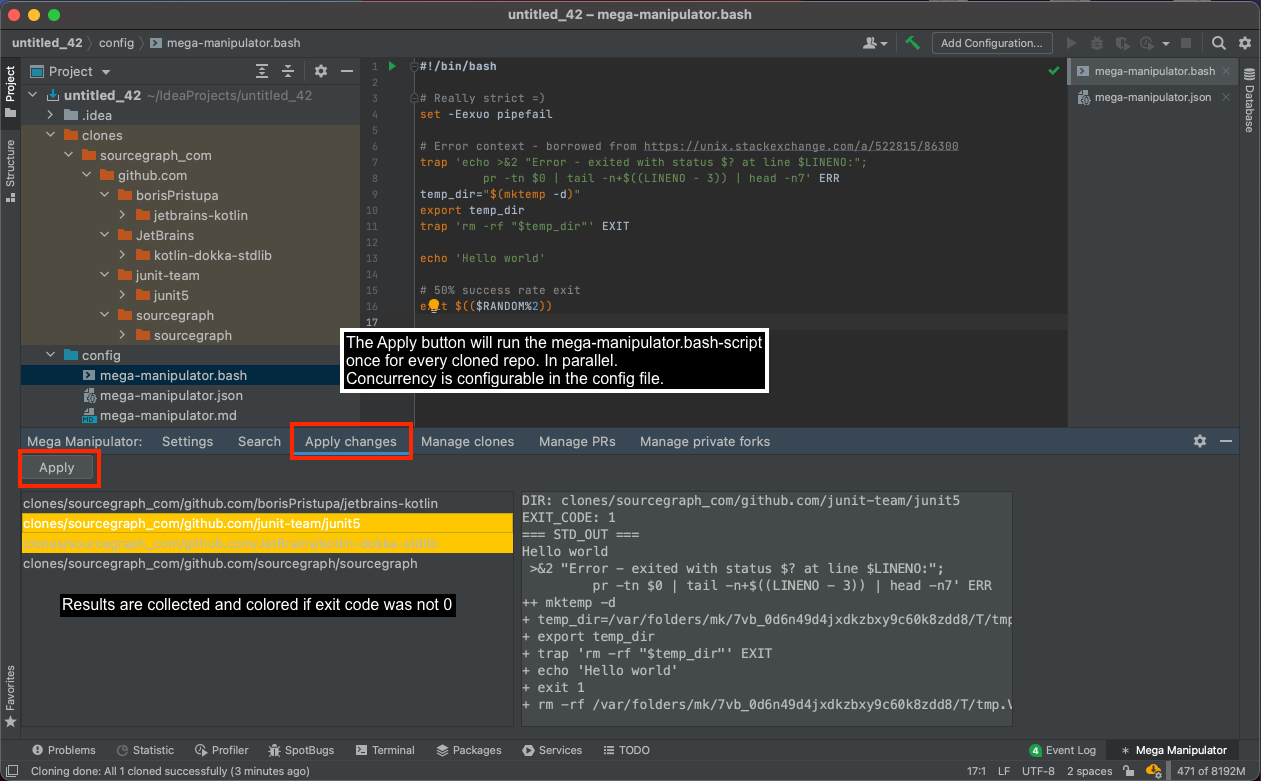 untitled_42 – mega-manipulator.bash
untitled_42 config mega-manipulator.bash
Add Configuration...
Project
Structure
Favorites
Database
Project
untitled_42 ~/IdeaProjects/untitled_42
.idea
clones
sourcegraph_com
github.com
borisPristupa
jetbrains-kotlin
JetBrains
kotlin-dokka-stdlib
junit-team
junit5
sourcegraph
sourcegraph
config
mega-manipulator.bash
mega-manipulator.json
mega-manipulator.md
1 #!/bin/bash
2
3 # Really strict =)
4 set -Eexuo pipefail
5
6 # Error context - borrowed from https://unix.stackexchange.com/a/522815/86300
7 trap 'echo >&2 "Error - exited with status $? at line $LINENO:";
8 pr -tn $0 | tail -n+$((LINENO - 3)) | head -n7' ERR
9 temp_dir="$(mktemp -d)"
10 export temp_dir
11 trap 'rm -rf "$temp_dir"' EXIT
12
13 echo 'Hello world'
14
15 # 50% success rate exit
16 exit $(($RANDOM%2))
17
mega-manipulator.bash
mega-manipulator.json
The Apply button will run the mega-manipulator.bash-script
once for every cloned repo. In parallel.
Concurrency is configurable in the config file.
Mega Manipulator: Settings Search Apply changes Manage clones Manage PRs Manage private forks
Apply
clones/sourcegraph_com/github.com/borisPristupa/jetbrains-kotlin
clones/sourcegraph_com/github.com/junit-team/junit5
clones/sourcegraph_com/github.com/JetBrains/kotlin-dokka-stdlib
clones/sourcegraph_com/github.com/sourcegraph/sourcegraph
Results are collected and colored if exit code was not 0
DIR: clones/sourcegraph_com/github.com/junit-team/junit5
EXIT_CODE: 1
=== STD_OUT ===
Hello world
>&2 "Error - exited with status $? at line $LINENO:";
pr -tn $0 | tail -n+$((LINENO - 3)) | head -n7' ERR
++ mktemp -d
+ temp_dir=/var/folders/mk/7vb_0d6n49d4jxdkzbxy9c60k8zdd8/T/tmp
+ export temp_dir
+ trap 'rm -rf "$temp_dir"' EXIT
+ echo 'Hello world'
+ exit 1
+ rm -rf /var/folders/mk/7vb_0d6n49d4jxdkzbxy9c60k8zdd8/T/tmp.V
Problems Statistic Profiler SpotBugs Terminal Packages Services TODO 4 Event Log Mega Manipulator
Cloning done: All 1 cloned successfully (3 minutes ago) 17:1 LF UTF-8 2 spaces 471 of 8192M